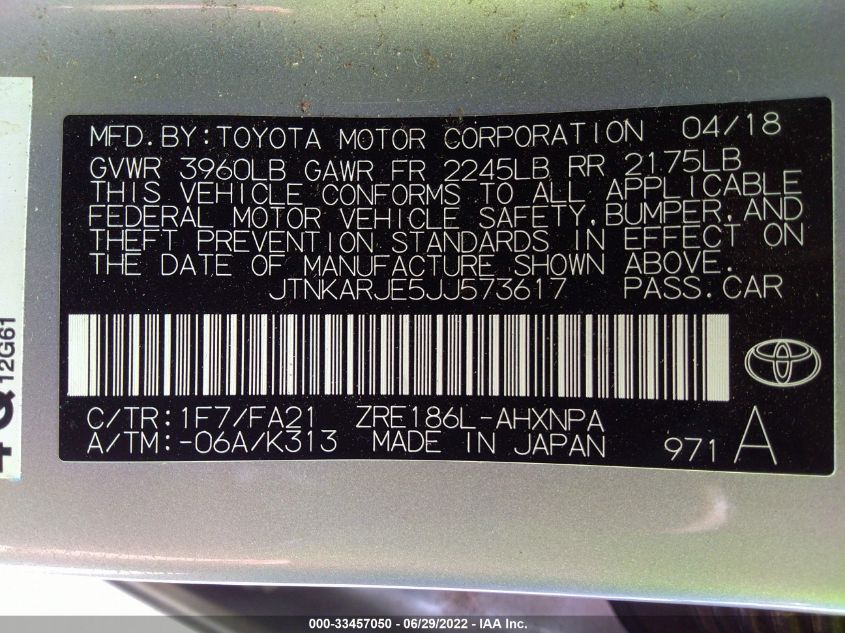 MFD.BY:TOYOTA MOTOR CORPORATION 04/18
GVWR 3960LB GAWR FR 2245LB RR 2175LB
THIS VEHICLE CONFORMS TO ALL APPLICABLE
FEDERAL MOTOR VEHICLE SAFETY,BUMPER,AND
THEFT PREVENTION STANDARDS IN EFFECT ON
THE DATE OF MANUFACTURE SHOWN ABOVE.
JTNKARJE5JJ573617 PASS.CAR
C/TR:1F7/FA21 ZRE186L-AHXNPA
A/TM:-06A/K313 MADE IN JAPAN 971 A
12G61
000-33457050 - 06/29/2022 - IAA Inc.